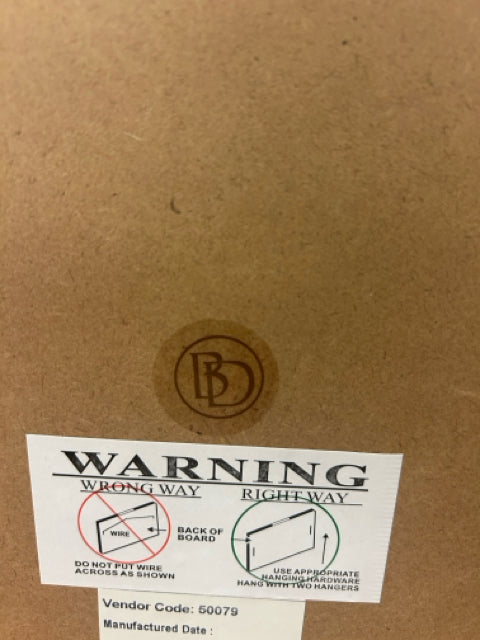 BD
WARNING
WRONG WAY
RIGHT WAY
WIRE
BACK OF
BOARD
DO NOT PUT WIRE
ACROSS AS SHOWN
USE APPROPRIATE
HANGING HARDWARE
HANG WITH TWO HANGERS
Vendor Code: 50079
Manufactured Date :